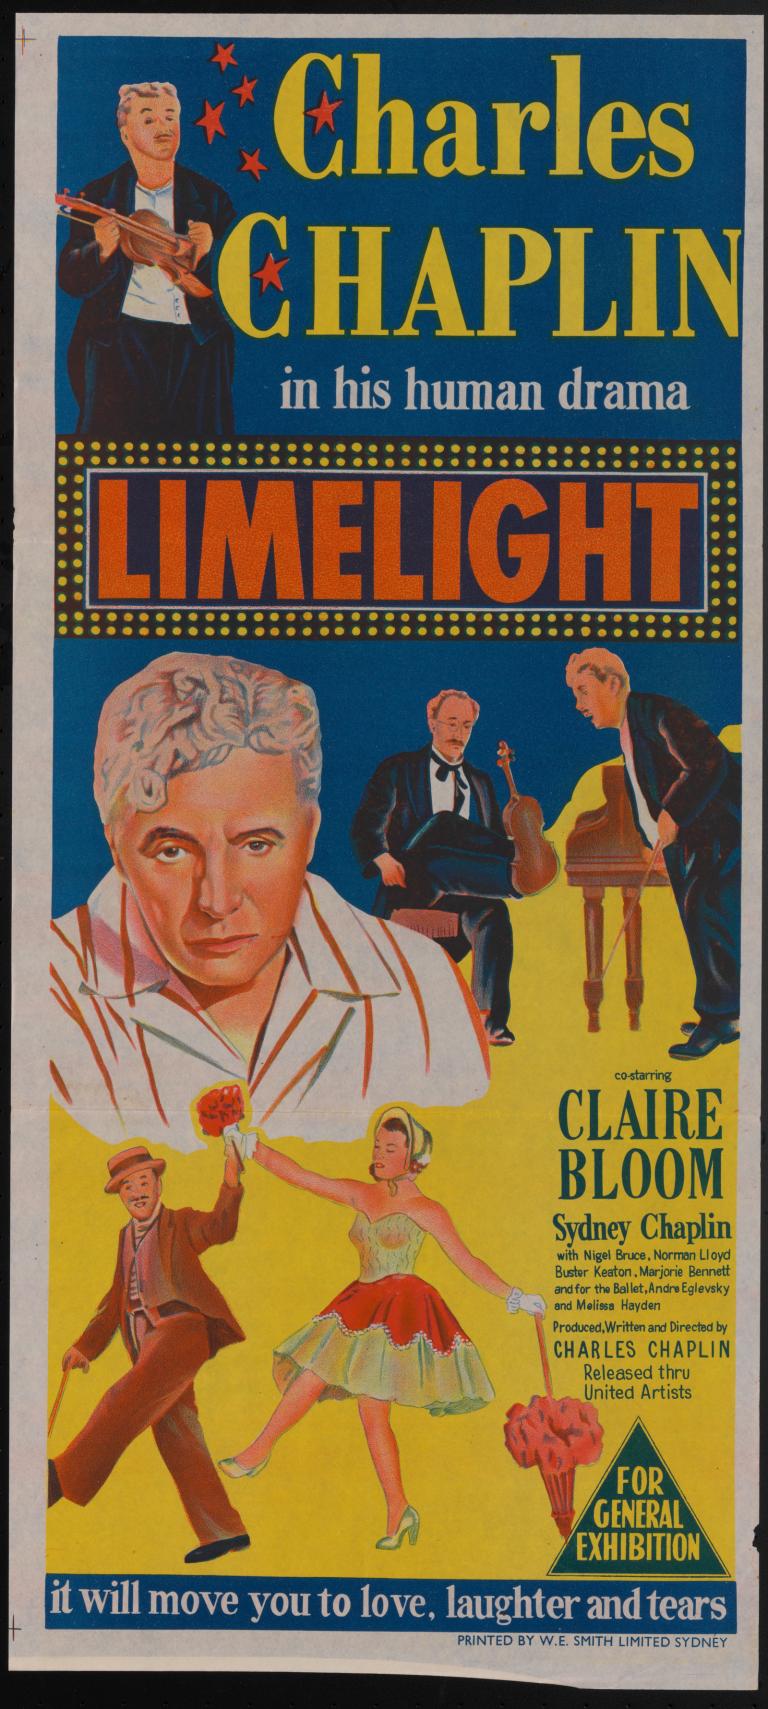 Charles
CHAPLIN
in his human drama
LIMELIGHT
co-starring
CLAIRE
BLOOM
Sydney Chaplin
with Nigel Bruce, Norman Lloyd
Buster Keaton, Marjorie Bennett
and for the Ballet, Andre Eglevsky
and Melissa Hayden
Produced, Written and Directed by
CHARLES CHAPLIN
Released thru
United Artists
FOR
GENERAL
EXHIBITION
it will move you to love, laughter and tears
PRINTED BY W.E. SMITH LIMITED SYDNEY